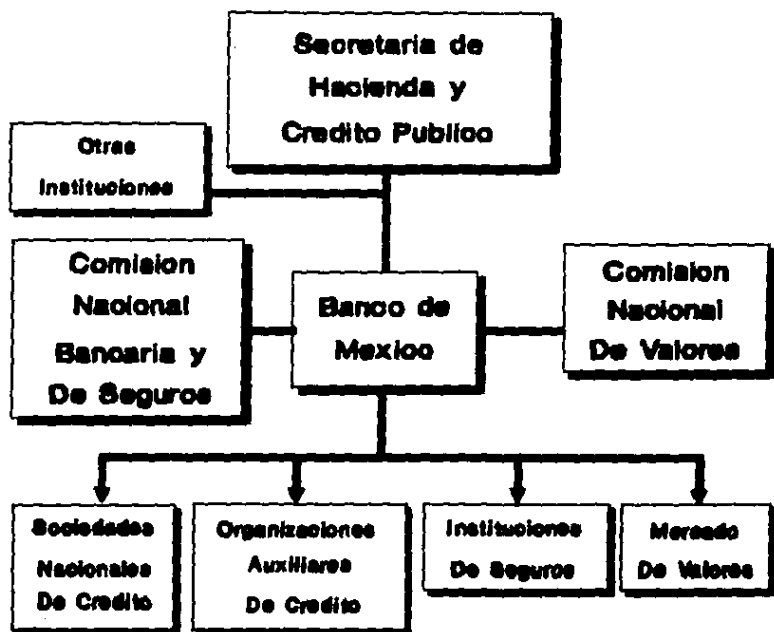 Secretaria de
Hacienda y
Credito Publico
Otras
Instituciones
Comision
Nacional
Bancaria y
De Seguros
Banco de
Mexico
Comision
Nacional
De Valores
Sociedades
Nacionales
De Credito
Organizaciones
Auxiliares
De Credito
Instituciones
De Seguros
Mercado
De Valores